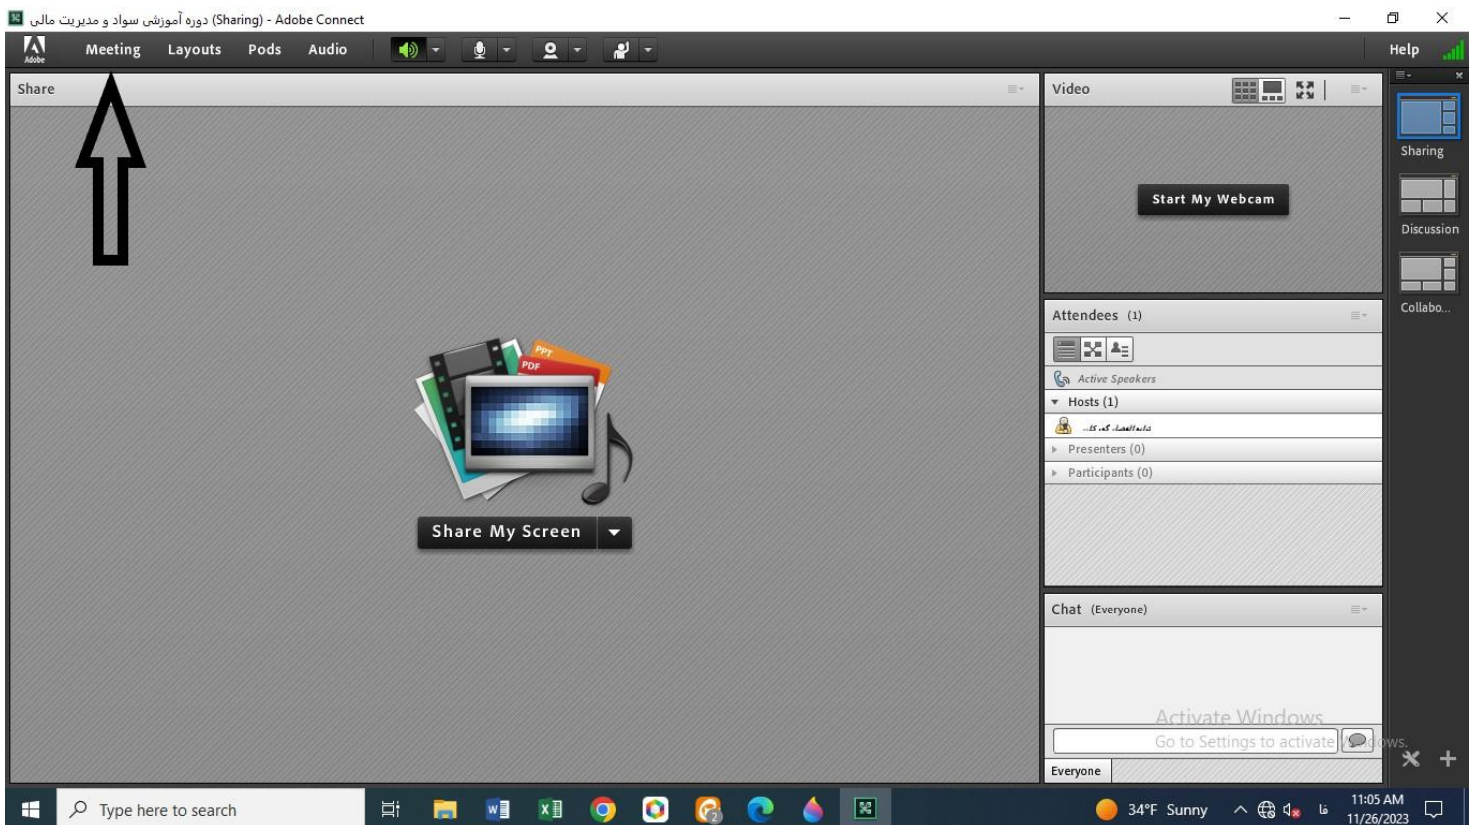 دوره آموزشی سواد و مدیریت مالی (Sharing) - Adobe Connect
Adobe
Meeting Layouts Pods Audio
Help
Share
PPT
PDF
Share My Screen
Video
Start My Webcam
Attendees (1)
Active Speakers
Hosts (1)
Presenters (0)
Participants (0)
Chat (Everyone)
Everyone
Sharing
Discussion
Collabo...
Activate Windows
Go to Settings to activate Windows.
Type here to search
2
34°F Sunny
فا
11:05 AM
11/26/2023